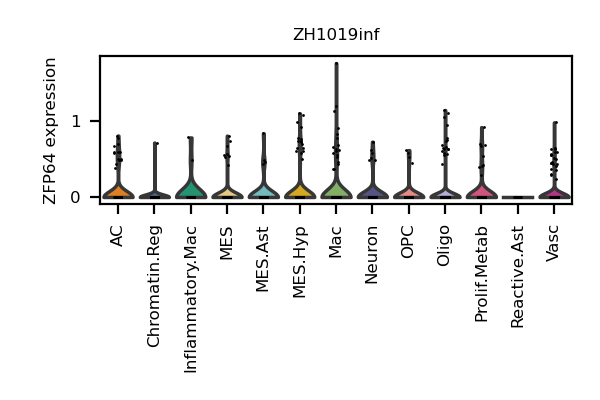 ZH1019inf
ZFP64 expression
1
0
AC
Chromatin.Reg
Inflammatory.Mac
MES
MES.Ast
MES.Hyp
Mac
Neuron
OPC
Oligo
Prolif.Metab
Reactive.Ast
Vasc